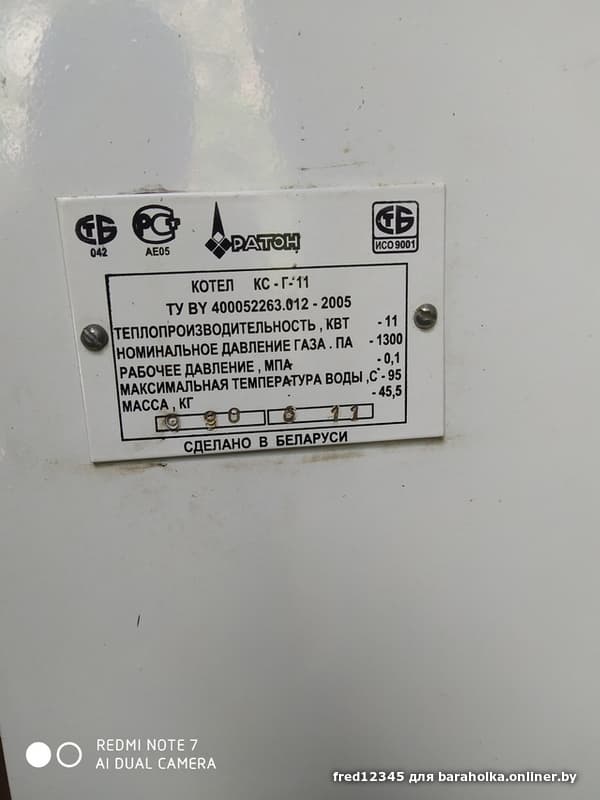 СТБ
042
РСТ
АЕ05
РАТОН
СТБ
ИСО 9001
КОТЕЛ КС - Г- 11
ТУ BY 400052263.012 - 2005
ТЕПЛОПРОИЗВОДИТЕЛЬНОСТЬ , КВТ - 11
НОМИНАЛЬНОЕ ДАВЛЕНИЕ ГАЗА . ПА - 1300
РАБОЧЕЕ ДАВЛЕНИЕ , МПА - 0,1
МАКСИМАЛЬНАЯ ТЕМПЕРАТУРА ВОДЫ ,С - 95
МАССА , КГ - 45,5
6 11
СДЕЛАНО В БЕЛАРУСИ
REDMI NOTE 7
AI DUAL CAMERA
fred12345 для baraholka.onliner.by